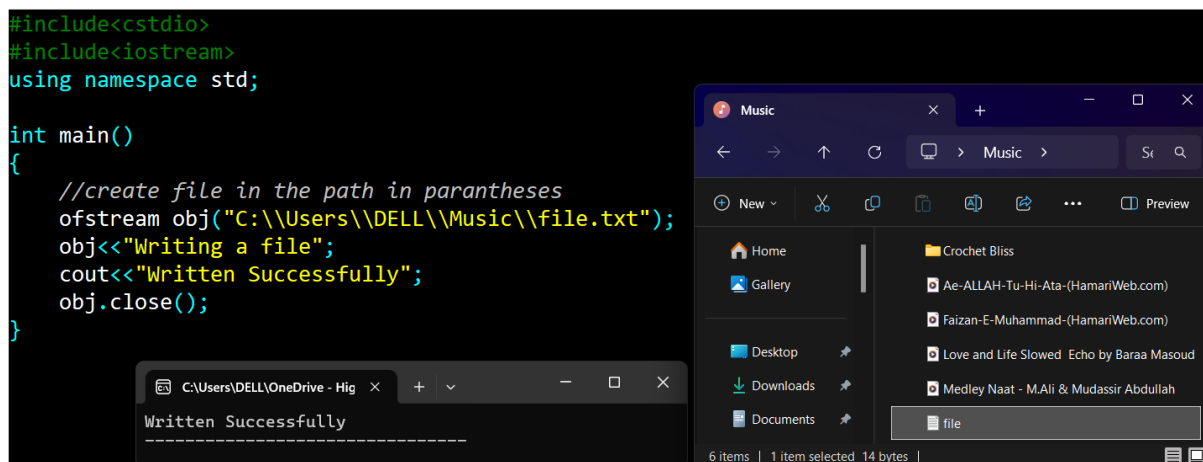 #include<cstdio>
#include<iostream>
using namespace std;
int main()
{
//create file in the path in parantheses
ofstream obj("C:\\Users\\DELL\\Music\\file.txt");
obj<<"Writing a file";
cout<<"Written Successfully";
obj.close();
}
C:\Users\DELL\OneDrive - Hig
Written Successfully
--------------------------------
Music
Music
Se
New
Preview
Home
Gallery
Desktop
Downloads
Documents
Crochet Bliss
Ae-ALLAH-Tu-Hi-Ata-(HamariWeb.com)
Faizan-E-Muhammad-(HamariWeb.com)
Love and Life Slowed Echo by Baraa Masoud
Medley Naat - M.Ali & Mudassir Abdullah
file
6 items | 1 item selected 14 bytes |